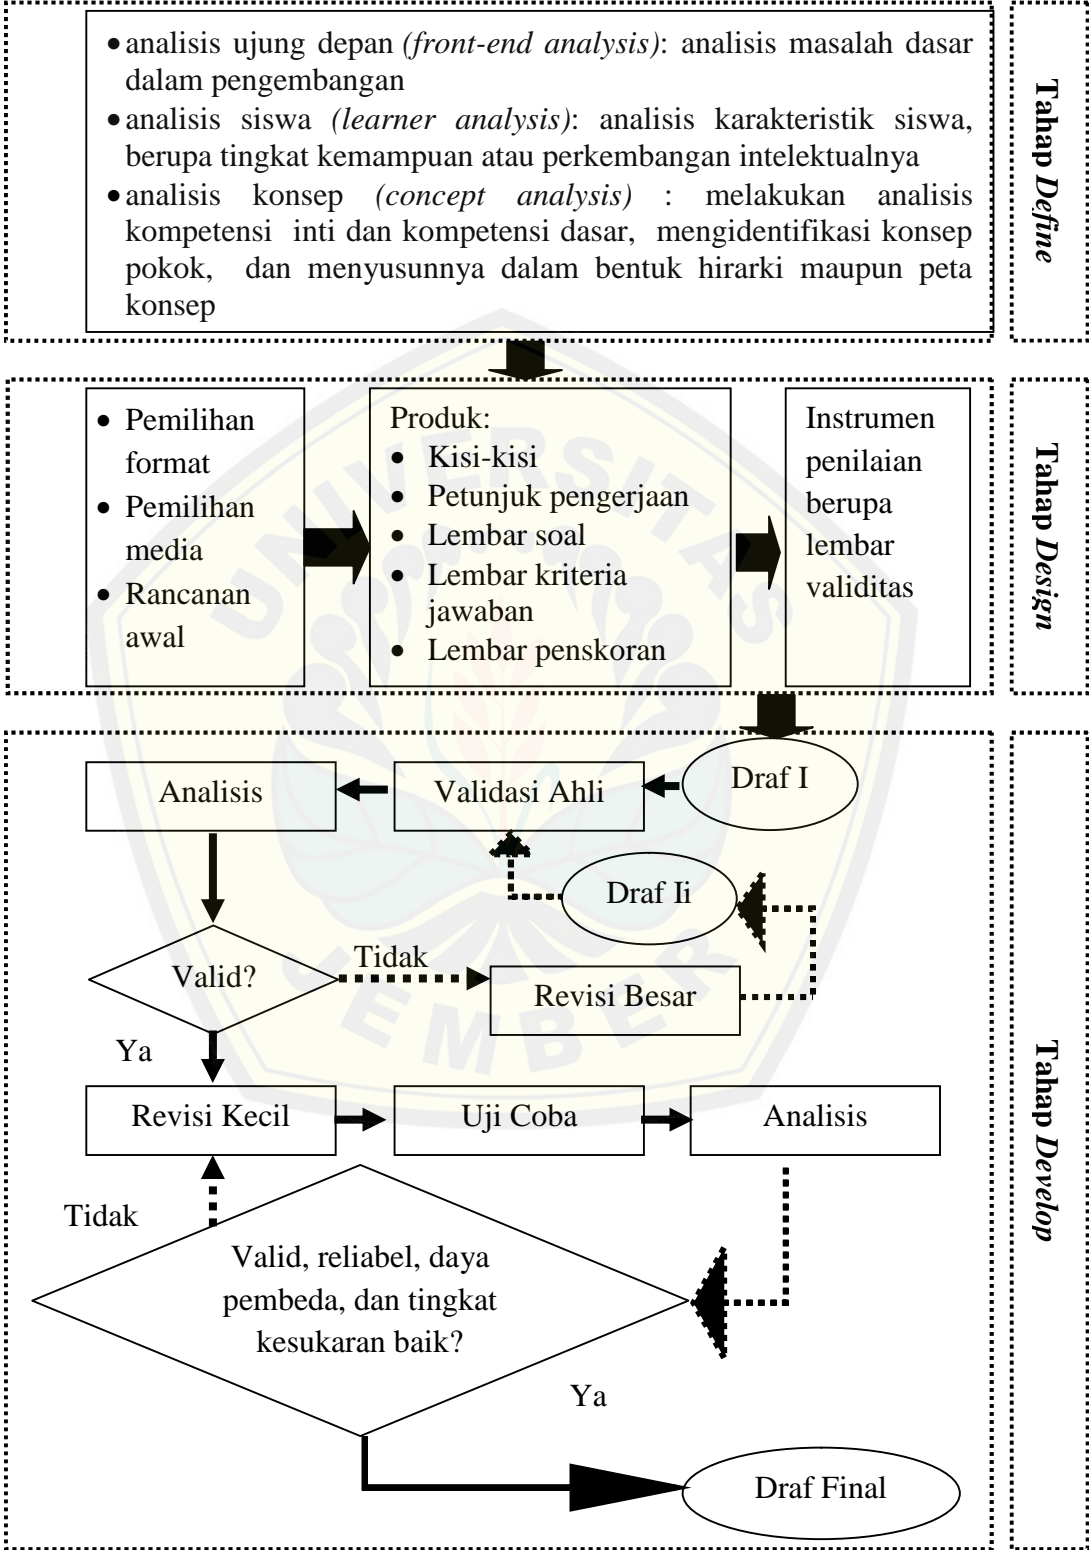 • analisis ujung depan (front-end analysis): analisis masalah dasar
dalam pengembangan
• analisis siswa (learner analysis): analisis karakteristik siswa,
berupa tingkat kemampuan atau perkembangan intelektualnya
• analisis konsep (concept analysis) : melakukan analisis
kompetensi inti dan kompetensi dasar, mengidentifikasi konsep
pokok, dan menyusunnya dalam bentuk hirarki maupun peta
konsep
Tahap Define
• Pemilihan
format
• Pemilihan
media
• Rancanan
awal
Produk:
• Kisi-kisi
• Petunjuk pengerjaan
• Lembar soal
• Lembar kriteria
jawaban
• Lembar penskoran
Instrumen
penilaian
berupa
lembar
validitas
Tahap Design
Draf I
Validasi Ahli
Analisis
Draf Ii
Valid?
Tidak
Revisi Besar
Ya
Revisi Kecil
Uji Coba
Analisis
Tidak
Valid, reliabel, daya
pembeda, dan tingkat
kesukaran baik?
Ya
Draf Final
Tahap Develop
UNIVERSITAS
JEMBER